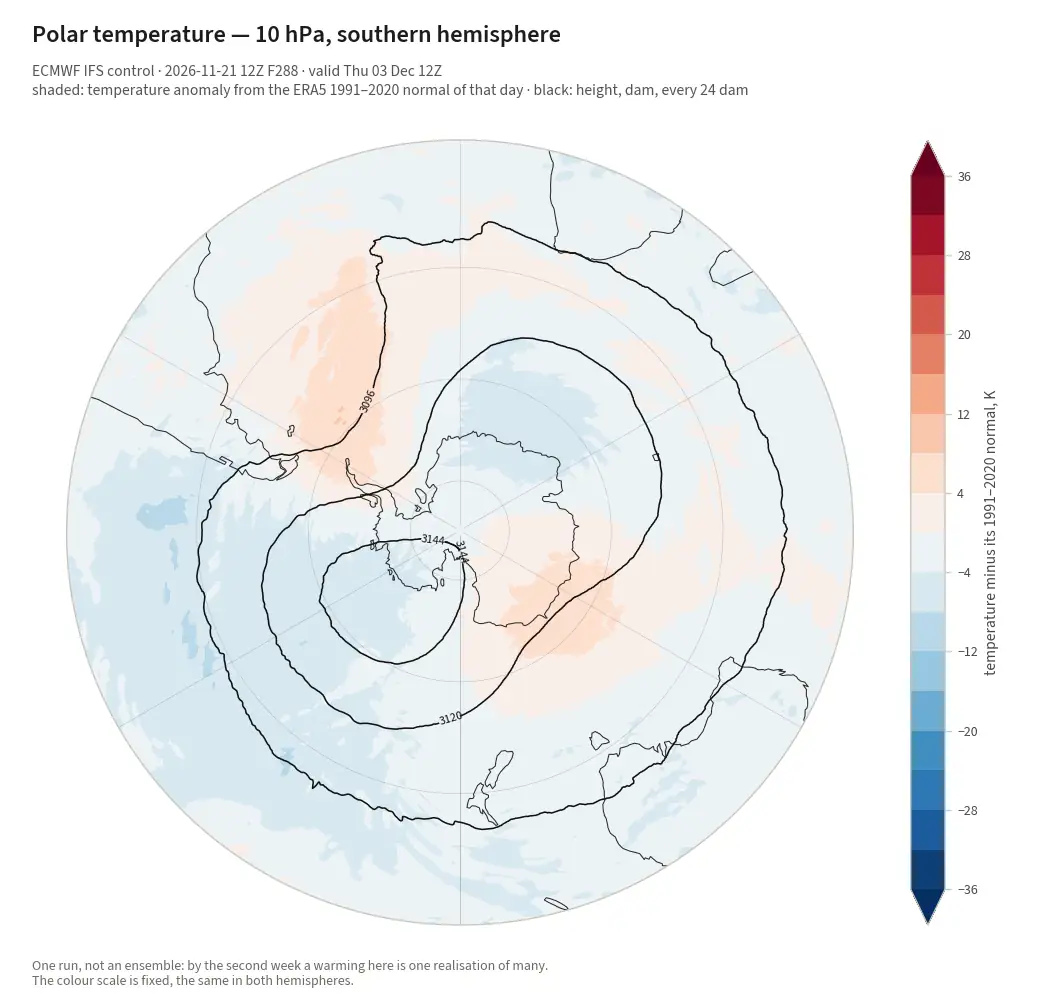 Polar temperature — 10 hPa, southern hemisphere
ECMWF IFS control · 2026-11-21 12Z F288 · valid Thu 03 Dec 12Z
shaded: temperature anomaly from the ERA5 1991–2020 normal of that day · black: height, dam, every 24 dam
36
28
20
12
4
−4
−12
−20
−28
−36
temperature minus its 1991–2020 normal, K
3096
3144
3144
3120
One run, not an ensemble: by the second week a warming here is one realisation of many.
The colour scale is fixed, the same in both hemispheres.